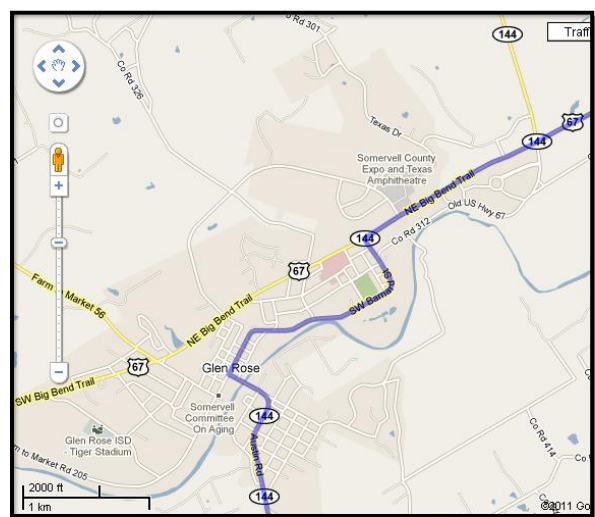 Co Rd 301
144
Traff
Co Rd 326
67
144
Texas Dr
Somervell County
Expo and Texas
Amphitheatre
NE Big Bend Trail
Old US Hwy 67
Co Rd 312
144
67
SW Barnard St
Farm to Market 56
NE Big Bend Trail
67
Glen Rose
SW Big Bend Trail
Somervell
Committee
On Aging
144
Glen Rose ISD
- Tiger Stadium
Austin Rd
Co Rd 414
m to Market Rd 205
2000 ft
1 km
144
©2011 Go